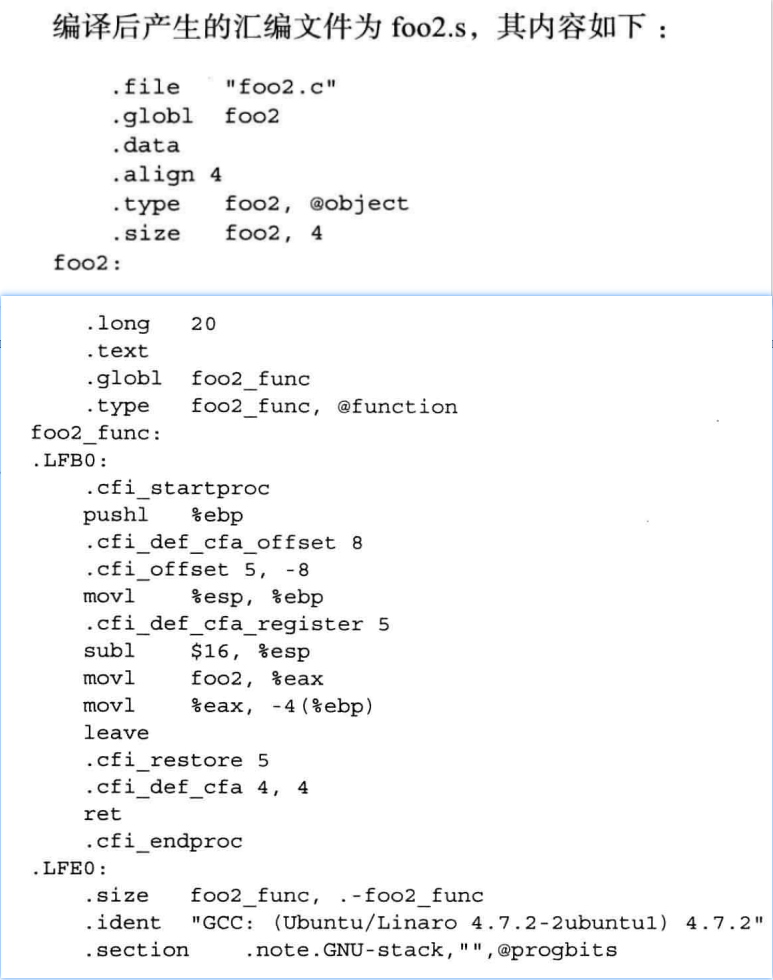 编译后产生的汇编文件为 foo2.s，其内容如下：
.file "foo2.c"
.globl foo2
.data
.align 4
.type foo2, @object
.size foo2, 4
foo2:
.long 20
.text
.globl foo2_func
.type foo2_func, @function
foo2_func:
.LFB0:
.cfi_startproc
pushl %ebp
.cfi_def_cfa_offset 8
.cfi_offset 5, -8
movl %esp, %ebp
.cfi_def_cfa_register 5
subl $16, %esp
movl foo2, %eax
movl %eax, -4(%ebp)
leave
.cfi_restore 5
.cfi_def_cfa 4, 4
ret
.cfi_endproc
.LFE0:
.size foo2_func, .-foo2_func
.ident "GCC: (Ubuntu/Linaro 4.7.2-2ubuntu1) 4.7.2"
.section .note.GNU-stack,"",@progbits